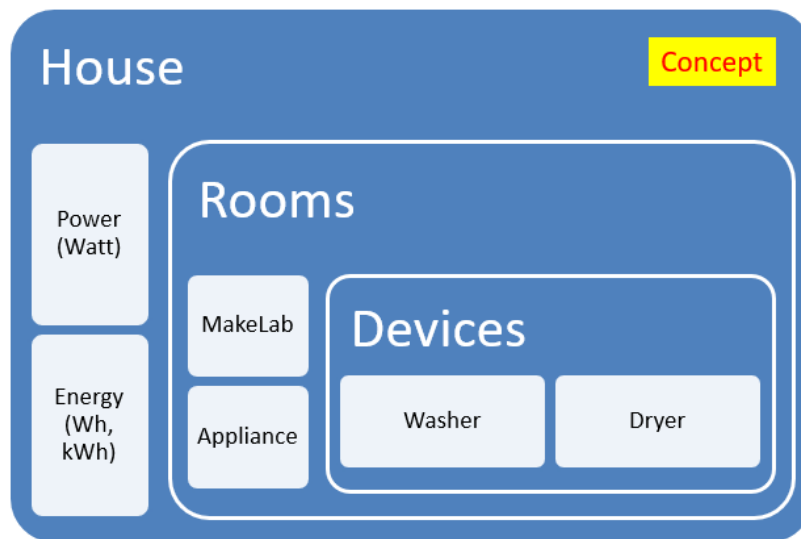 House
Concept
Power
(Watt)
Energy
(Wh,
kWh)
Rooms
MakeLab
Appliance
Devices
Washer
Dryer